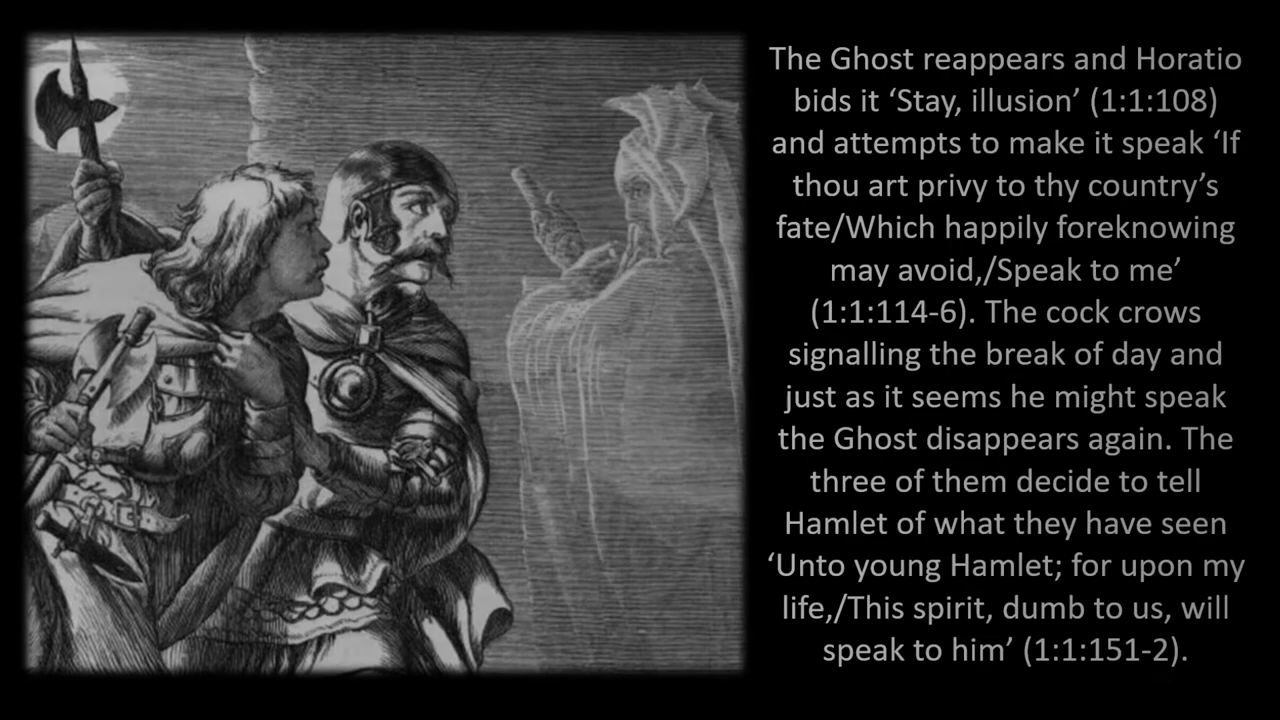 The Ghost reappears and Horatio
bids it ‘Stay, illusion’ (1:1:108)
and attempts to make it speak ‘If
thou art privy to thy country’s
fate/Which happily foreknowing
may avoid,/Speak to me’
(1:1:114-6). The cock crows
signalling the break of day and
just as it seems he might speak
the Ghost disappears again. The
three of them decide to tell
Hamlet of what they have seen
‘Unto young Hamlet; for upon my
life,/This spirit, dumb to us, will
speak to him’ (1:1:151-2).